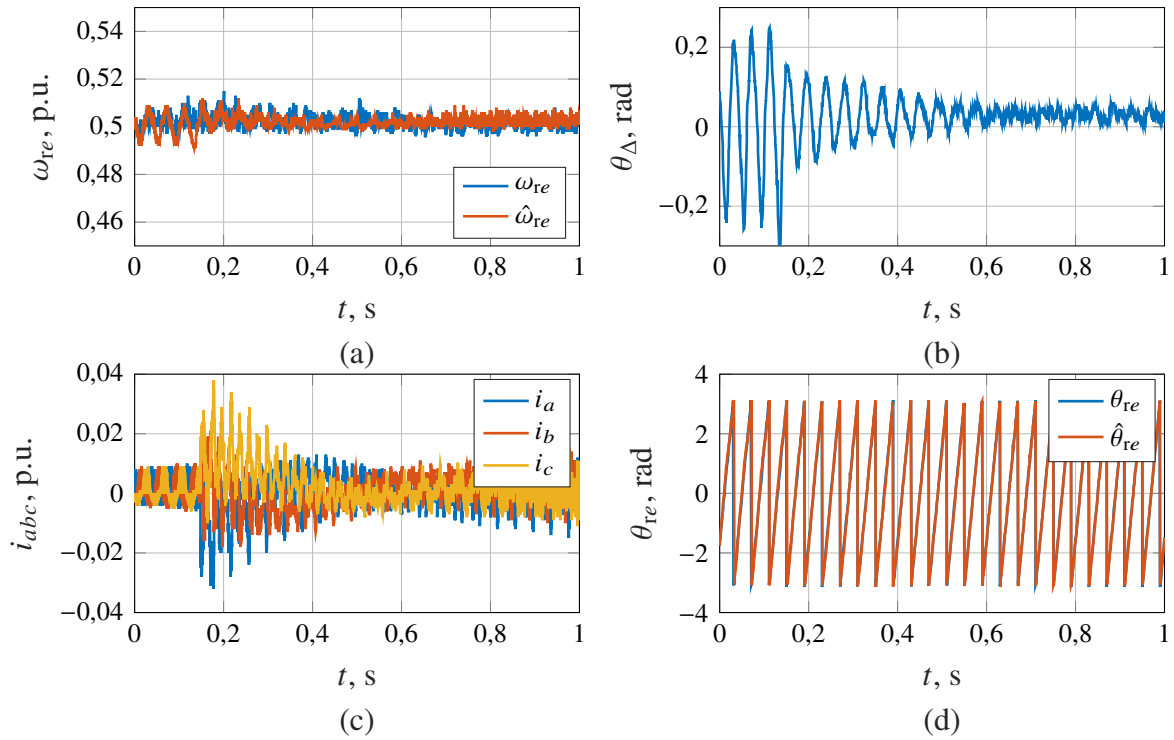 0,54
0,52
0,5
0,48
0,46
ω_re, p.u.
ω_re
ω̂_re
0 0,2 0,4 0,6 0,8 1
t, s
(a)
0,2
0
−0,2
θ_Δ, rad
0 0,2 0,4 0,6 0,8 1
t, s
(b)
0,04
0,02
0
−0,02
−0,04
i_abc, p.u.
i_a
i_b
i_c
0 0,2 0,4 0,6 0,8 1
t, s
(c)
4
2
0
−2
−4
θ_re, rad
θ_re
θ̂_re
0 0,2 0,4 0,6 0,8 1
t, s
(d)